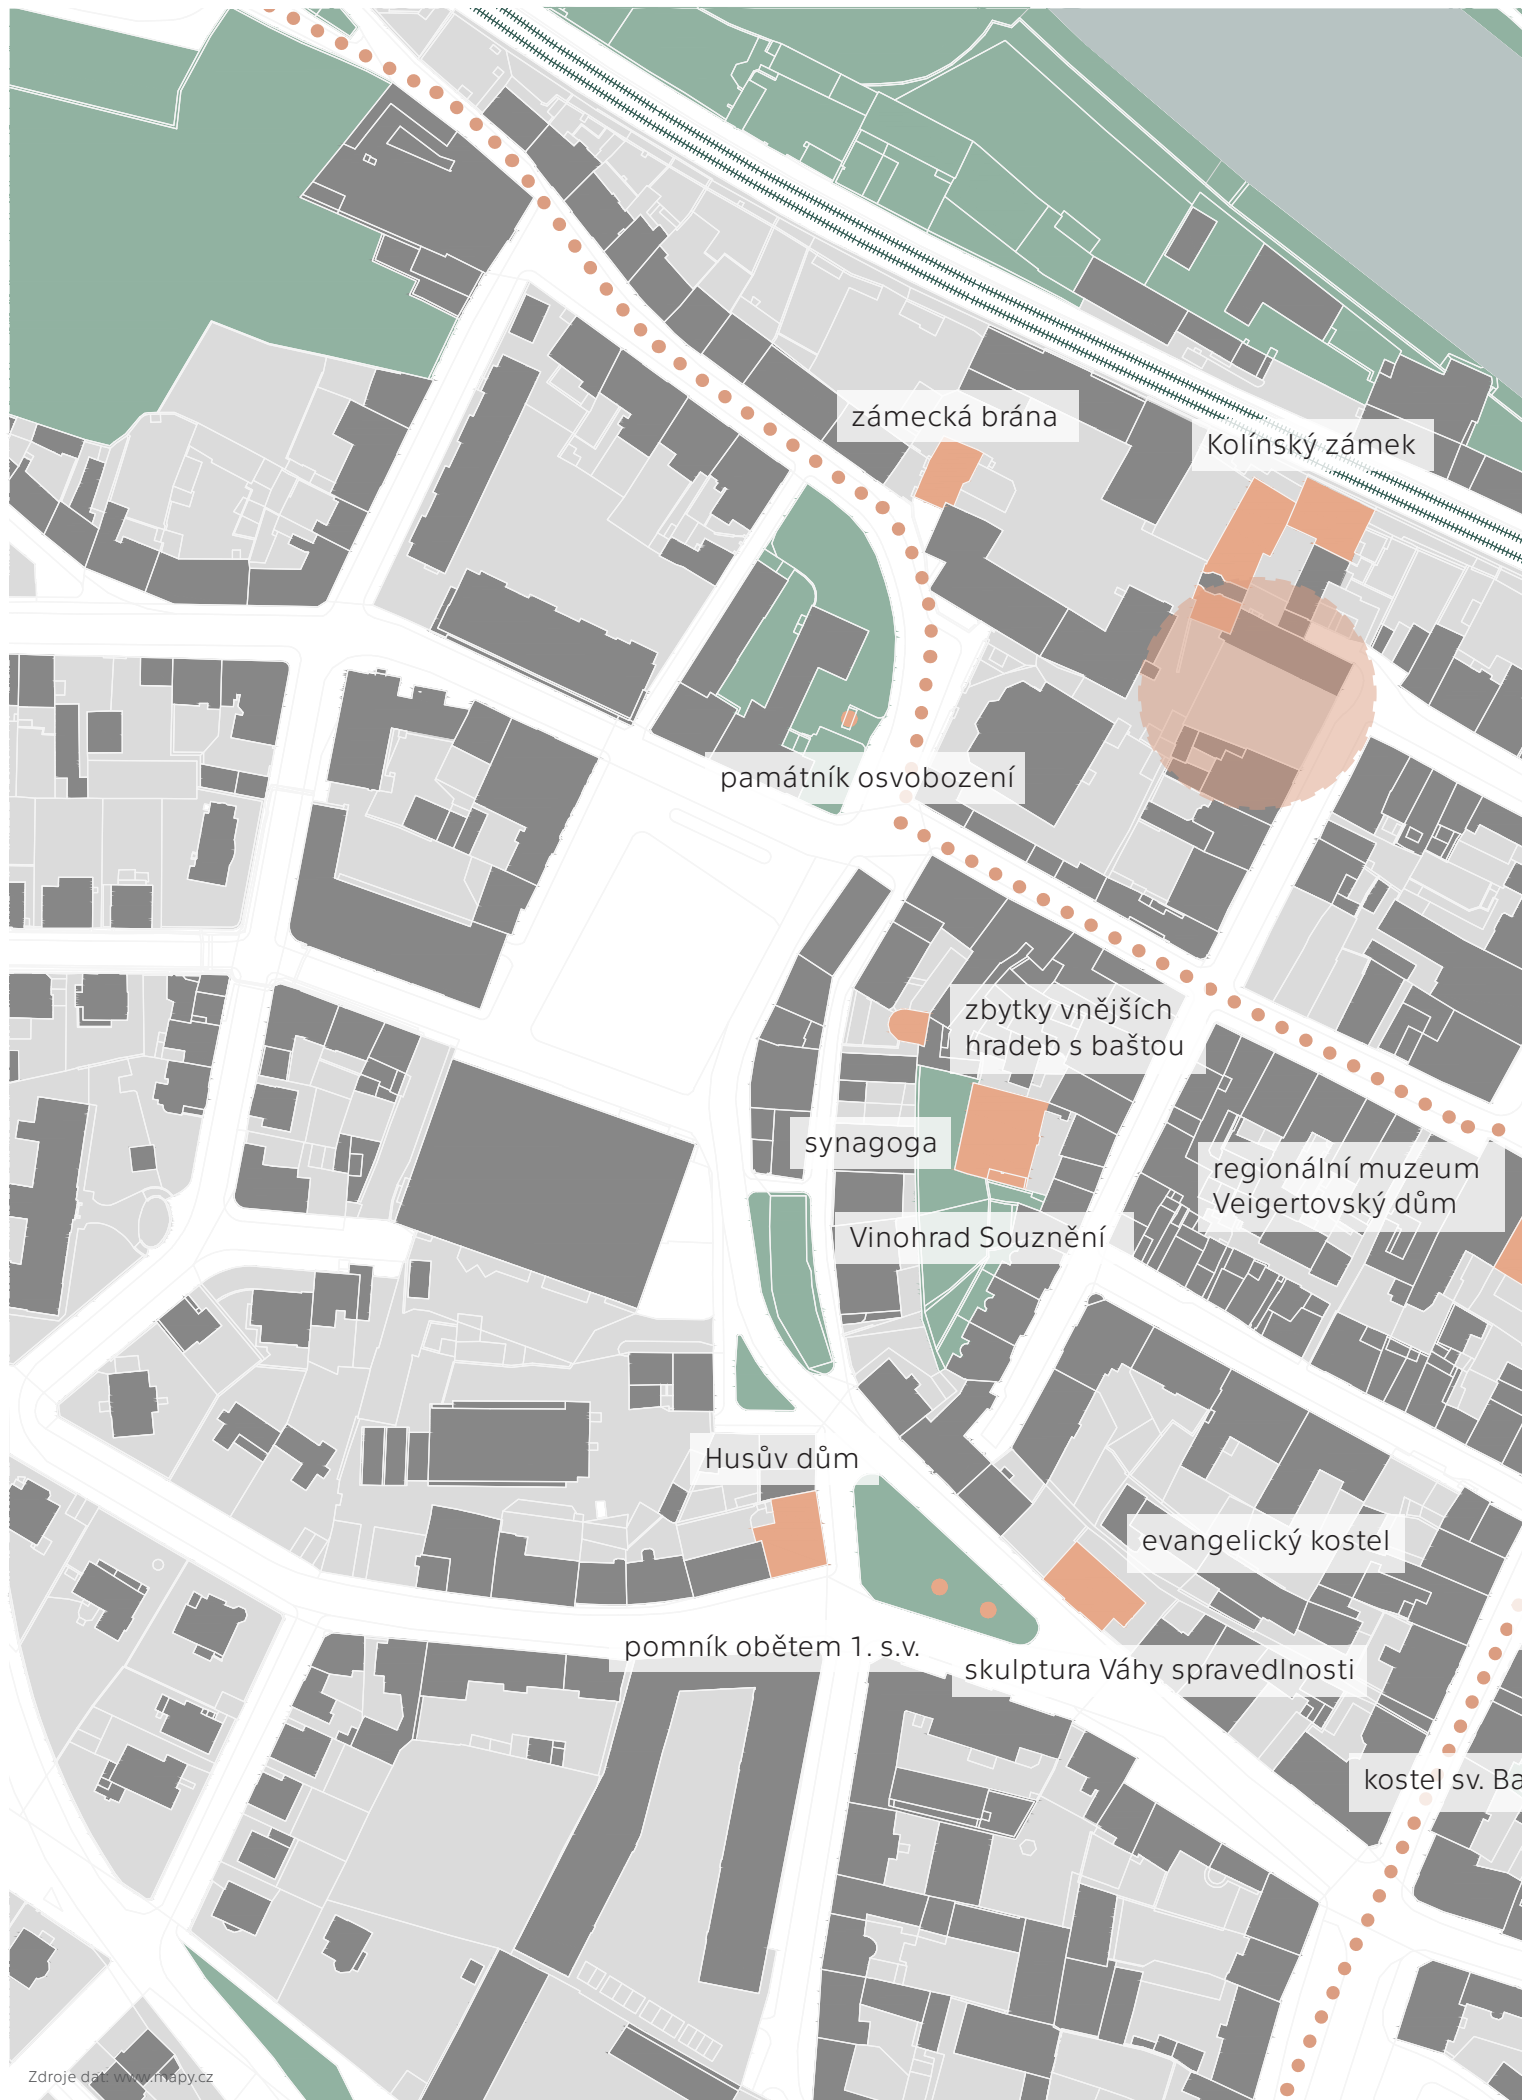 zámecká brána
Kolínský zámek
památník osvobození
zbytky vnějších
hradeb s baštou
synagoga
regionální muzeum
Veigertovský dům
Vinohrad Souznění
Husův dům
evangelický kostel
pomník obětem 1. s.v.
skulptura Váhy spravedlnosti
kostel sv. Ba
Zdroje dat: www.mapy.cz